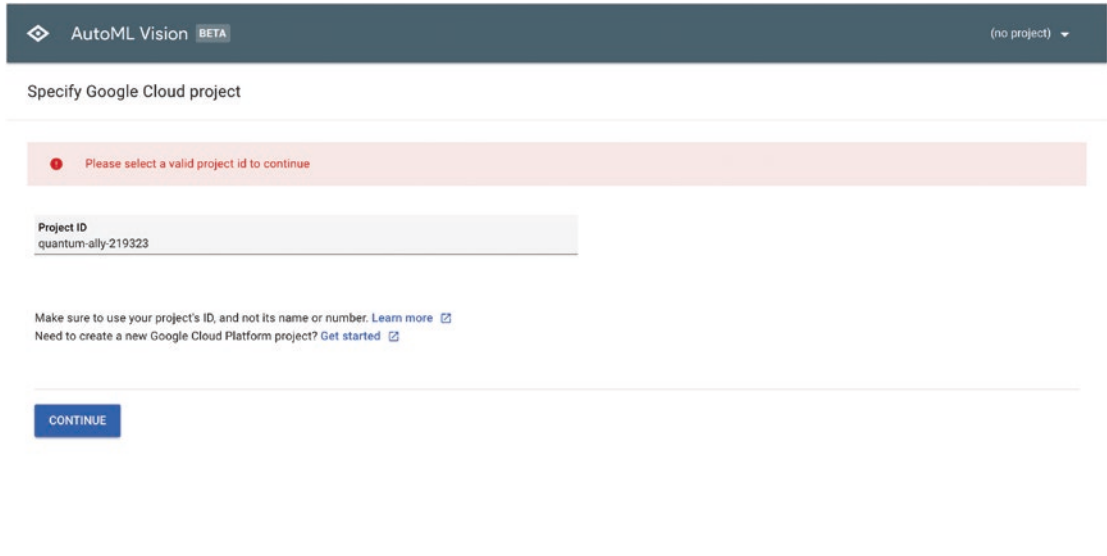 AutoML Vision BETA
(no project)
Specify Google Cloud project
Please select a valid project id to continue
Project ID
quantum-ally-219323
Make sure to use your project's ID, and not its name or number. Learn more
Need to create a new Google Cloud Platform project? Get started
CONTINUE